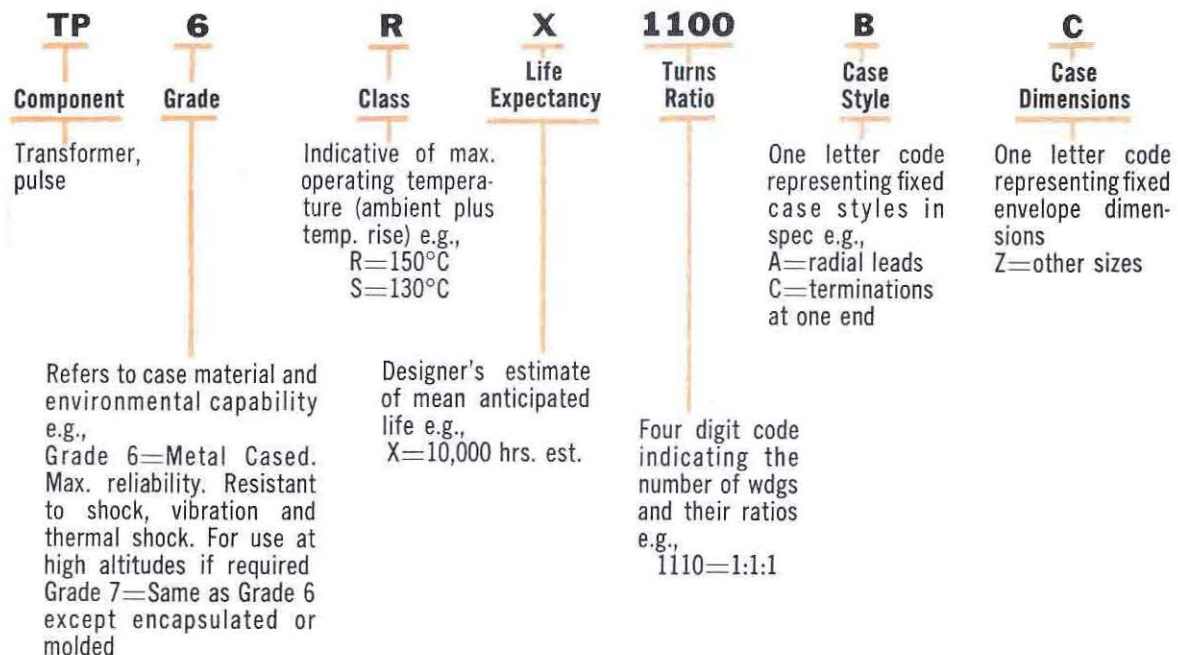 TP 6 R X 1100 B C
Component
Grade
Class
Life
Expectancy
Turns
Ratio
Case
Style
Case
Dimensions
Transformer,
pulse
Indicative of max.
operating tempera-
ture (ambient plus
temp. rise) e.g.,
R=150°C
S=130°C
One letter code
representing fixed
case styles in
spec e.g.,
A=radial leads
C=terminations
at one end
One letter code
representing fixed
envelope dimen-
sions
Z=other sizes
Refers to case material and
environmental capability
e.g.,
Grade 6=Metal Cased.
Max. reliability. Resistant
to shock, vibration and
thermal shock. For use at
high altitudes if required
Grade 7=Same as Grade 6
except encapsulated or
molded
Designer's estimate
of mean anticipated
life e.g.,
X=10,000 hrs. est.
Four digit code
indicating the
number of wdgs
and their ratios
e.g.,
1110=1:1:1